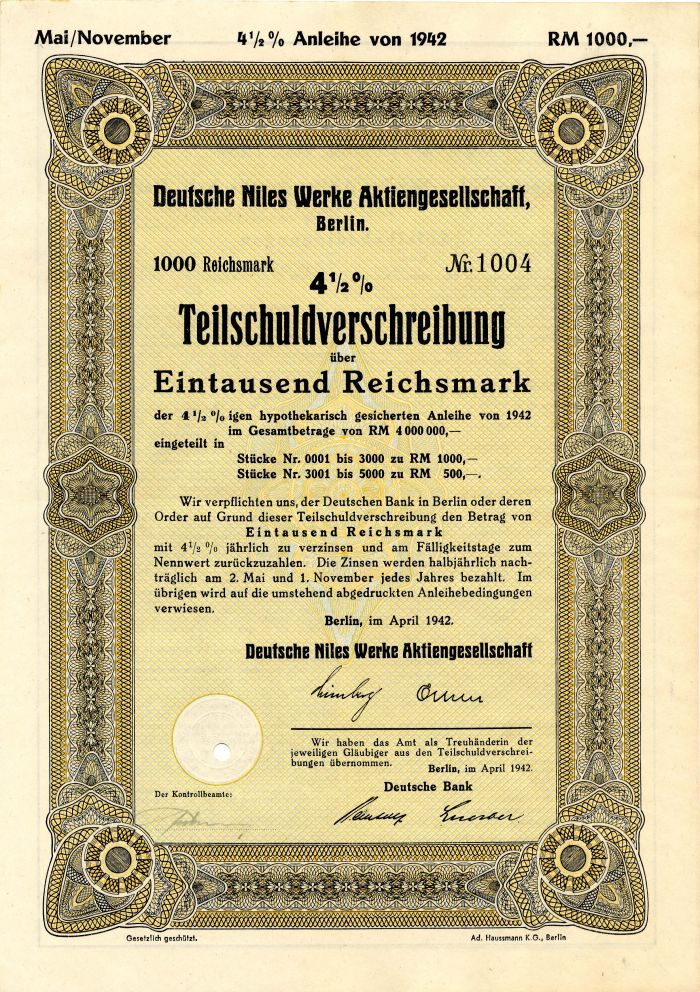 Mai/November 4½% Anleihe von 1942 RM 1000,—
Deutsche Niles Werke Aktiengesellschaft,
Berlin.
1000 Reichsmark Nr. 1004
4½%
Teilschuldverschreibung
über
Eintausend Reichsmark
der 4½%igen hypothekarisch gesicherten Anleihe von 1942
im Gesamtbetrage von RM 4 000 000,—
eingeteilt in
Stücke Nr. 0001 bis 3000 zu RM 1000,—
Stücke Nr. 3001 bis 5000 zu RM 500,—.
Wir verpflichten uns, der Deutschen Bank in Berlin oder deren
Order auf Grund dieser Teilschuldverschreibung den Betrag von
Eintausend Reichsmark
mit 4½% jährlich zu verzinsen und am Fälligkeitstage zum
Nennwert zurückzuzahlen. Die Zinsen werden halbjährlich nach-
träglich am 2. Mai und 1. November jedes Jahres bezahlt. Im
übrigen wird auf die umstehend abgedruckten Anleihebedingungen
verwiesen.
Berlin, im April 1942.
Deutsche Niles Werke Aktiengesellschaft
Wir haben das Amt als Treuhänderin der
jeweiligen Gläubiger aus den Teilschuldverschrei-
bungen übernommen.
Berlin, im April 1942.
Deutsche Bank
Der Kontrollbeamte:
Gesetzlich geschützt. Ad. Haussmann K.G., Berlin